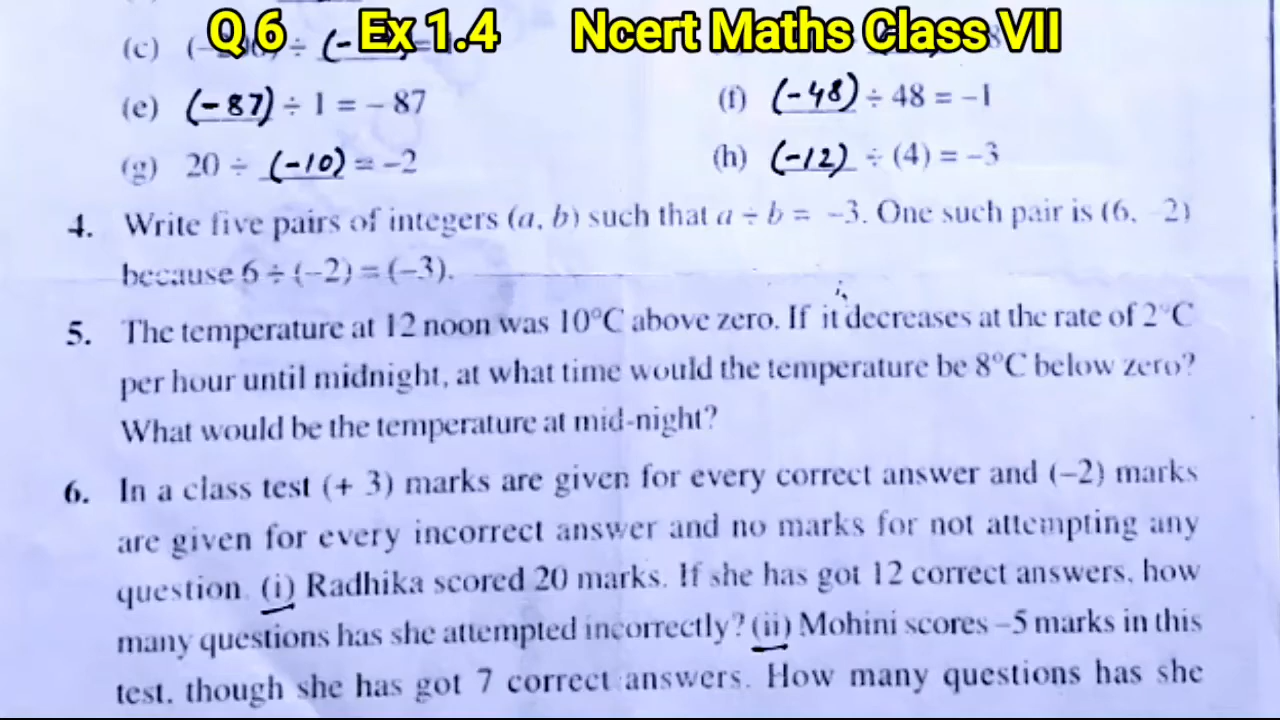 Q 6 Ex 1.4 Ncert Maths Class VII
(c) ÷ (-
(e) (-87) ÷ 1 = – 87 (f) (-48) ÷ 48 = –1
(g) 20 ÷ (-10) = –2 (h) (-12) ÷ (4) = –3
4. Write five pairs of integers (a, b) such that a ÷ b = –3. One such pair is (6, –2)
because 6 ÷ (–2) = (–3).
5. The temperature at 12 noon was 10°C above zero. If it decreases at the rate of 2°C
per hour until midnight, at what time would the temperature be 8°C below zero?
What would be the temperature at mid-night?
6. In a class test (+ 3) marks are given for every correct answer and (–2) marks
are given for every incorrect answer and no marks for not attempting any
question. (i) Radhika scored 20 marks. If she has got 12 correct answers, how
many questions has she attempted incorrectly? (ii) Mohini scores –5 marks in this
test, though she has got 7 correct answers. How many questions has she